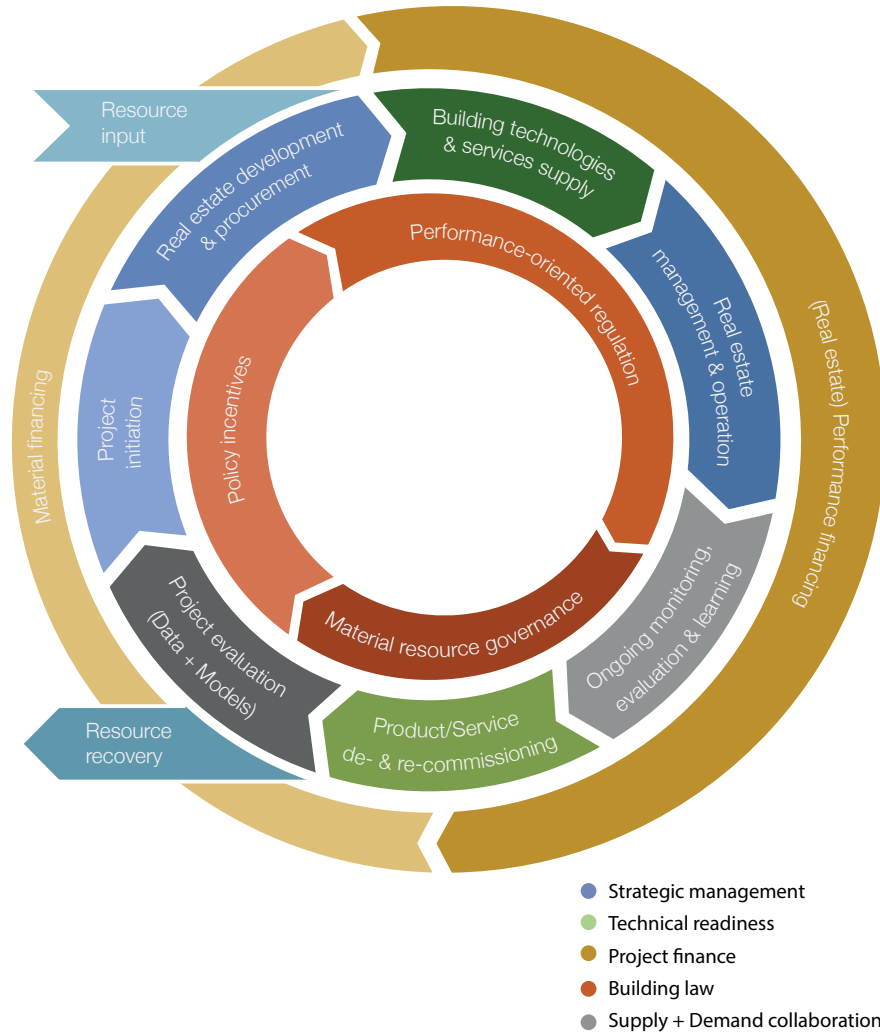 Resource
input
Real estate development
& procurement
Building technologies
& services supply
Performance-oriented regulation
Real estate
management & operation
(Real estate) Performance financing
Material financing
Project
initiation
Policy incentives
Project evaluation
(Data + Models)
Material resource governance
Ongoing monitoring,
evaluation & learning
Product/Service
de- & re-commissioning
Resource
recovery
Strategic management
Technical readiness
Project finance
Building law
Supply + Demand collaboration